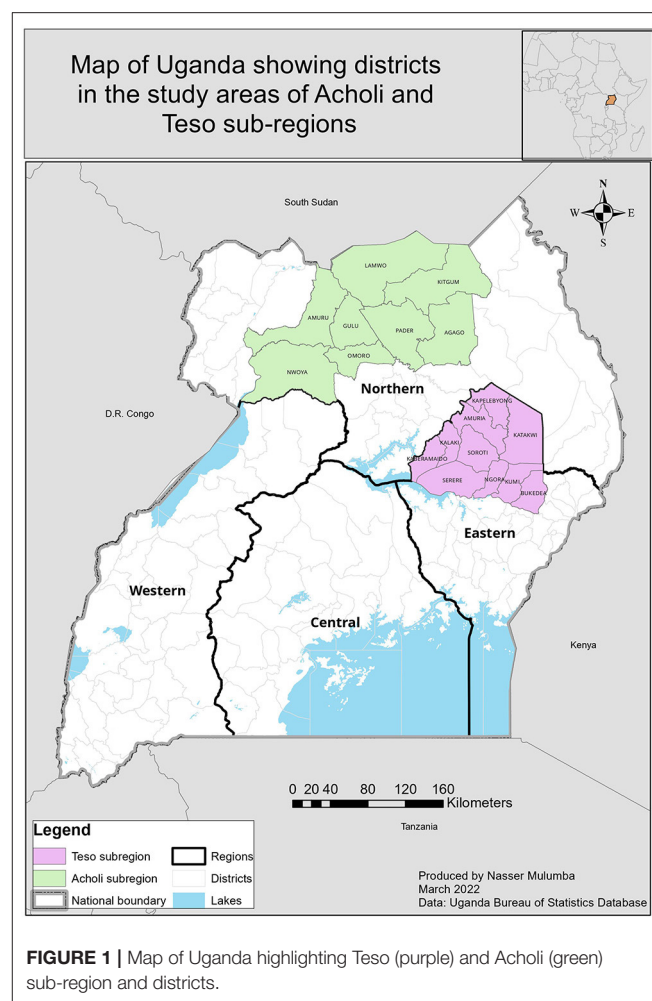 Map of Uganda showing districts
in the study areas of Acholi and
Teso sub-regions
South Sudan
N
W E
S
LAMWO
KITGUM
AMURU
GULU
PADER
AGAGO
OMORO
NWOYA
Northern
D.R. Congo
KAPELEBYONG
AMURIA
KATAKWI
KALAKI
SOROTI
KABERAMAIDO
SERERE
NGORA
KUMI
BUKEDEA
Eastern
Western
Central
Kenya
0 20 40 80 120 160
Kilometers
Tanzania
Legend
Teso subregion
Regions
Acholi subregion
Districts
National boundary
Lakes
Produced by Nasser Mulumba
March 2022
Data: Uganda Bureau of Statistics Database
FIGURE 1 | Map of Uganda highlighting Teso (purple) and Acholi (green)
sub-region and districts.